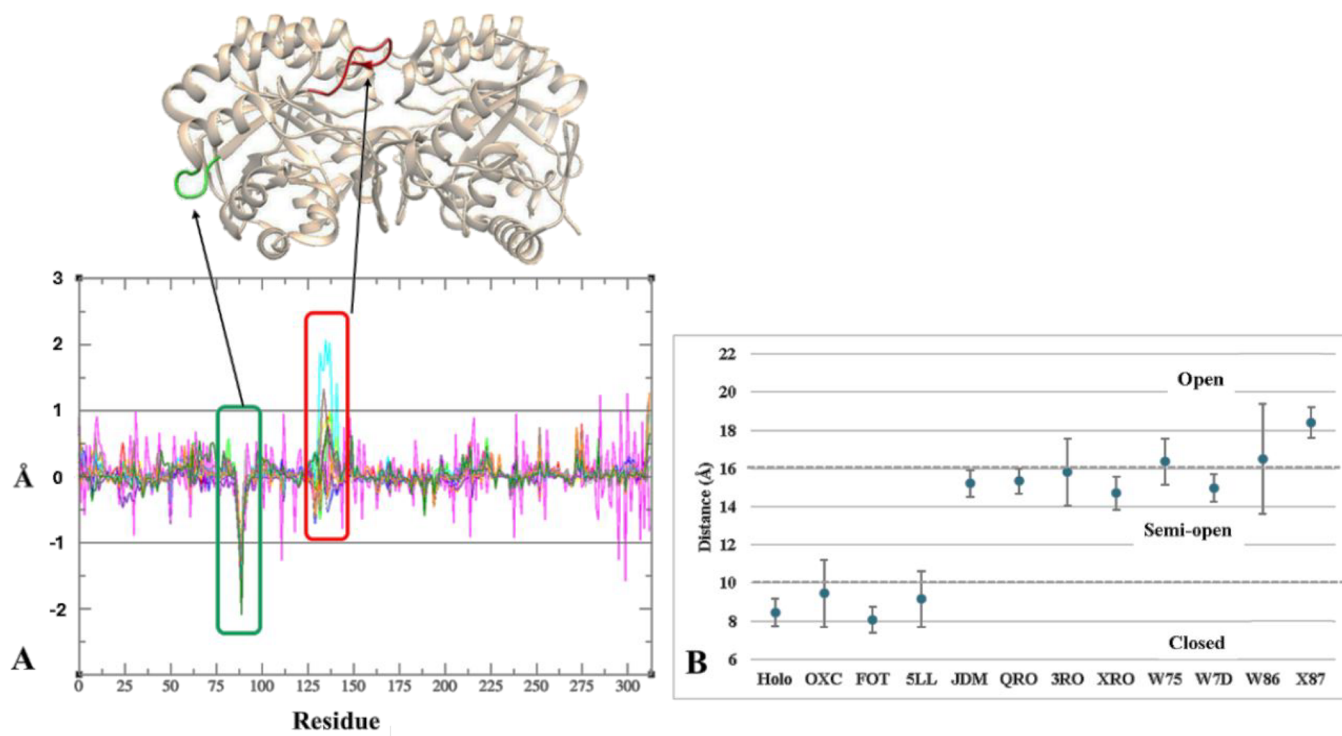 3
2
1
Å
0
-1
-2
A
0 25 50 75 100 125 150 175 200 225 250 275 300
Residue
22
20
18
16
14
12
10
8
6
Distance (Å)
Open
Semi-open
Closed
B
Holo OXC FOT 5LL JDM QRO 3RO XRO W75 W7D W86 X87